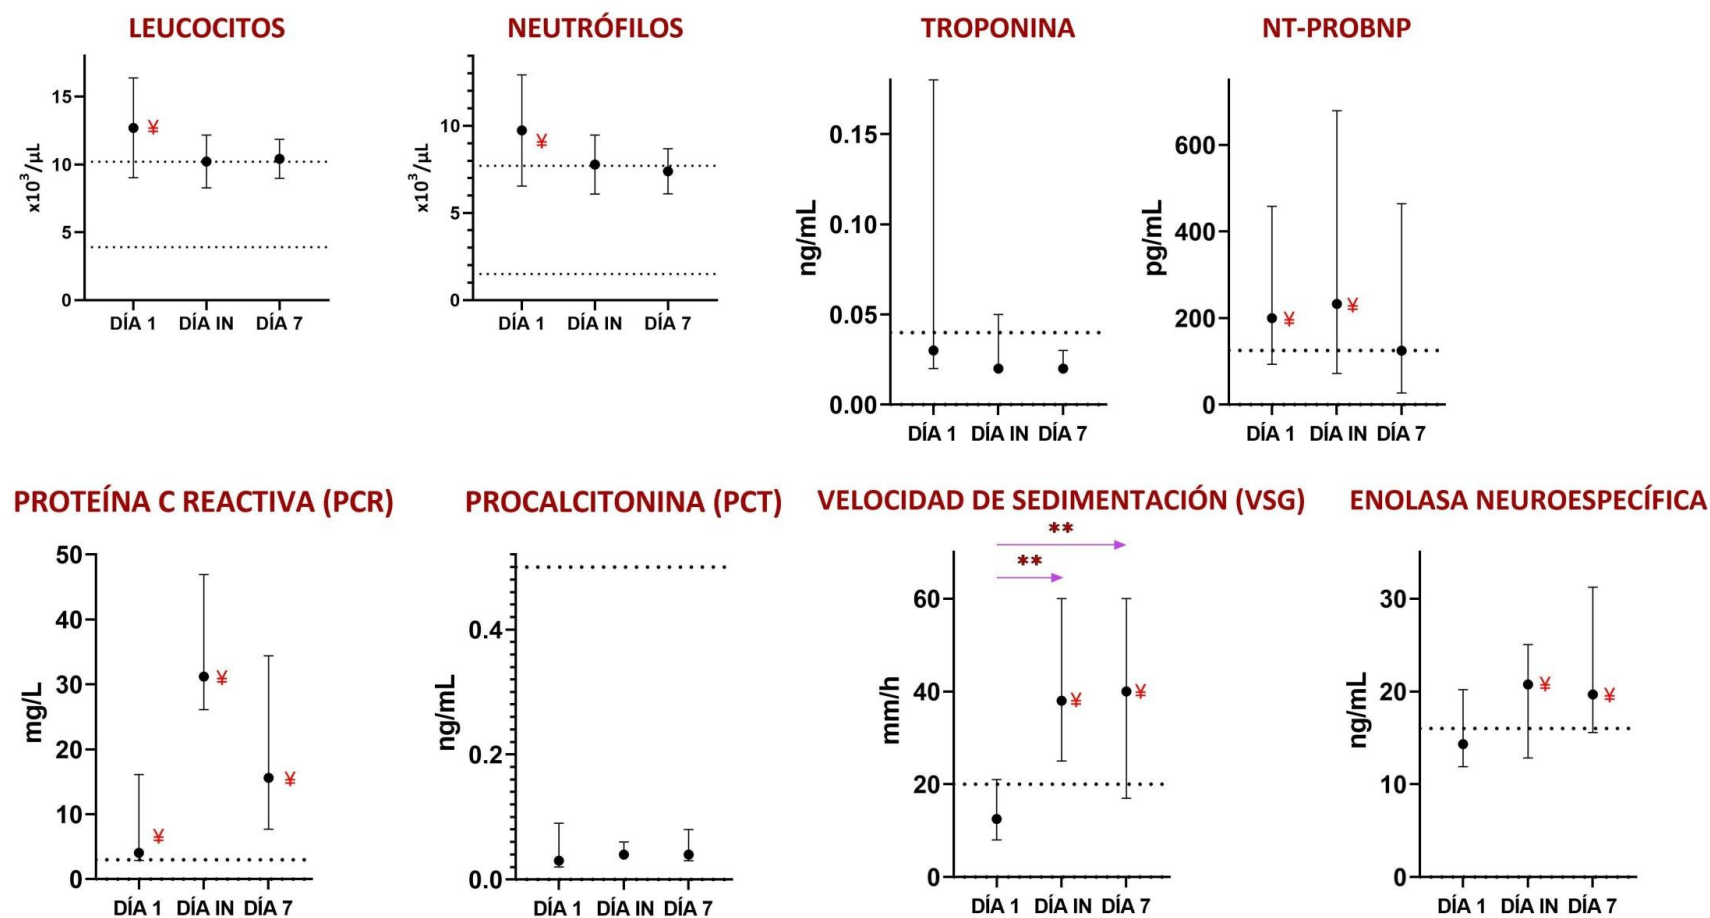 LEUCOCITOS
x10³/µL
15
10
5
0
¥
DÍA 1 DÍA IN DÍA 7
NEUTRÓFILOS
x10³/µL
10
5
0
¥
DÍA 1 DÍA IN DÍA 7
TROPONINA
ng/mL
0.15
0.10
0.05
0.00
DÍA 1 DÍA IN DÍA 7
NT-PROBNP
pg/mL
600
400
200
0
¥ ¥
DÍA 1 DÍA IN DÍA 7
PROTEÍNA C REACTIVA (PCR)
mg/L
50
40
30
20
10
0
¥ ¥ ¥
DÍA 1 DÍA IN DÍA 7
PROCALCITONINA (PCT)
ng/mL
0.4
0.2
0.0
DÍA 1 DÍA IN DÍA 7
VELOCIDAD DE SEDIMENTACIÓN (VSG)
**
**
mm/h
60
40
20
0
¥ ¥
DÍA 1 DÍA IN DÍA 7
ENOLASA NEUROESPECÍFICA
ng/mL
30
20
10
0
¥ ¥
DÍA 1 DÍA IN DÍA 7